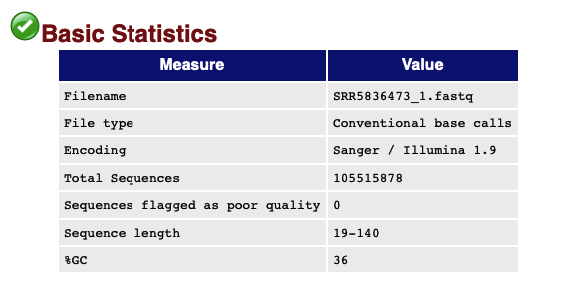 Basic Statistics
Measure Value
Filename SRR5836473_1.fastq
File type Conventional base calls
Encoding Sanger / Illumina 1.9
Total Sequences 105515878
Sequences flagged as poor quality 0
Sequence length 19-140
%GC 36